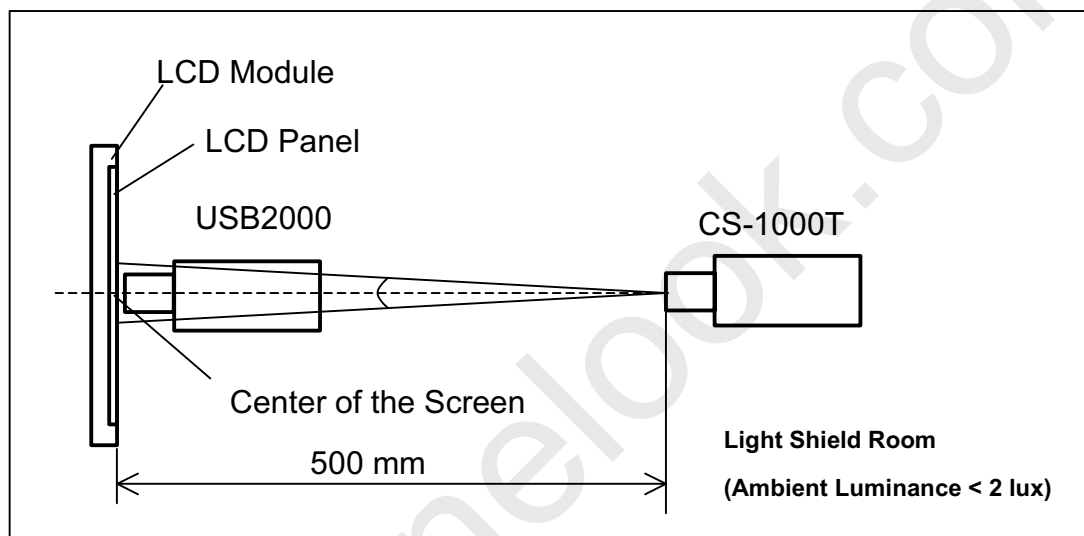 LCD Module
LCD Panel
USB2000
CS-1000T
Center of the Screen
500 mm
Light Shield Room
(Ambient Luminance < 2 lux)